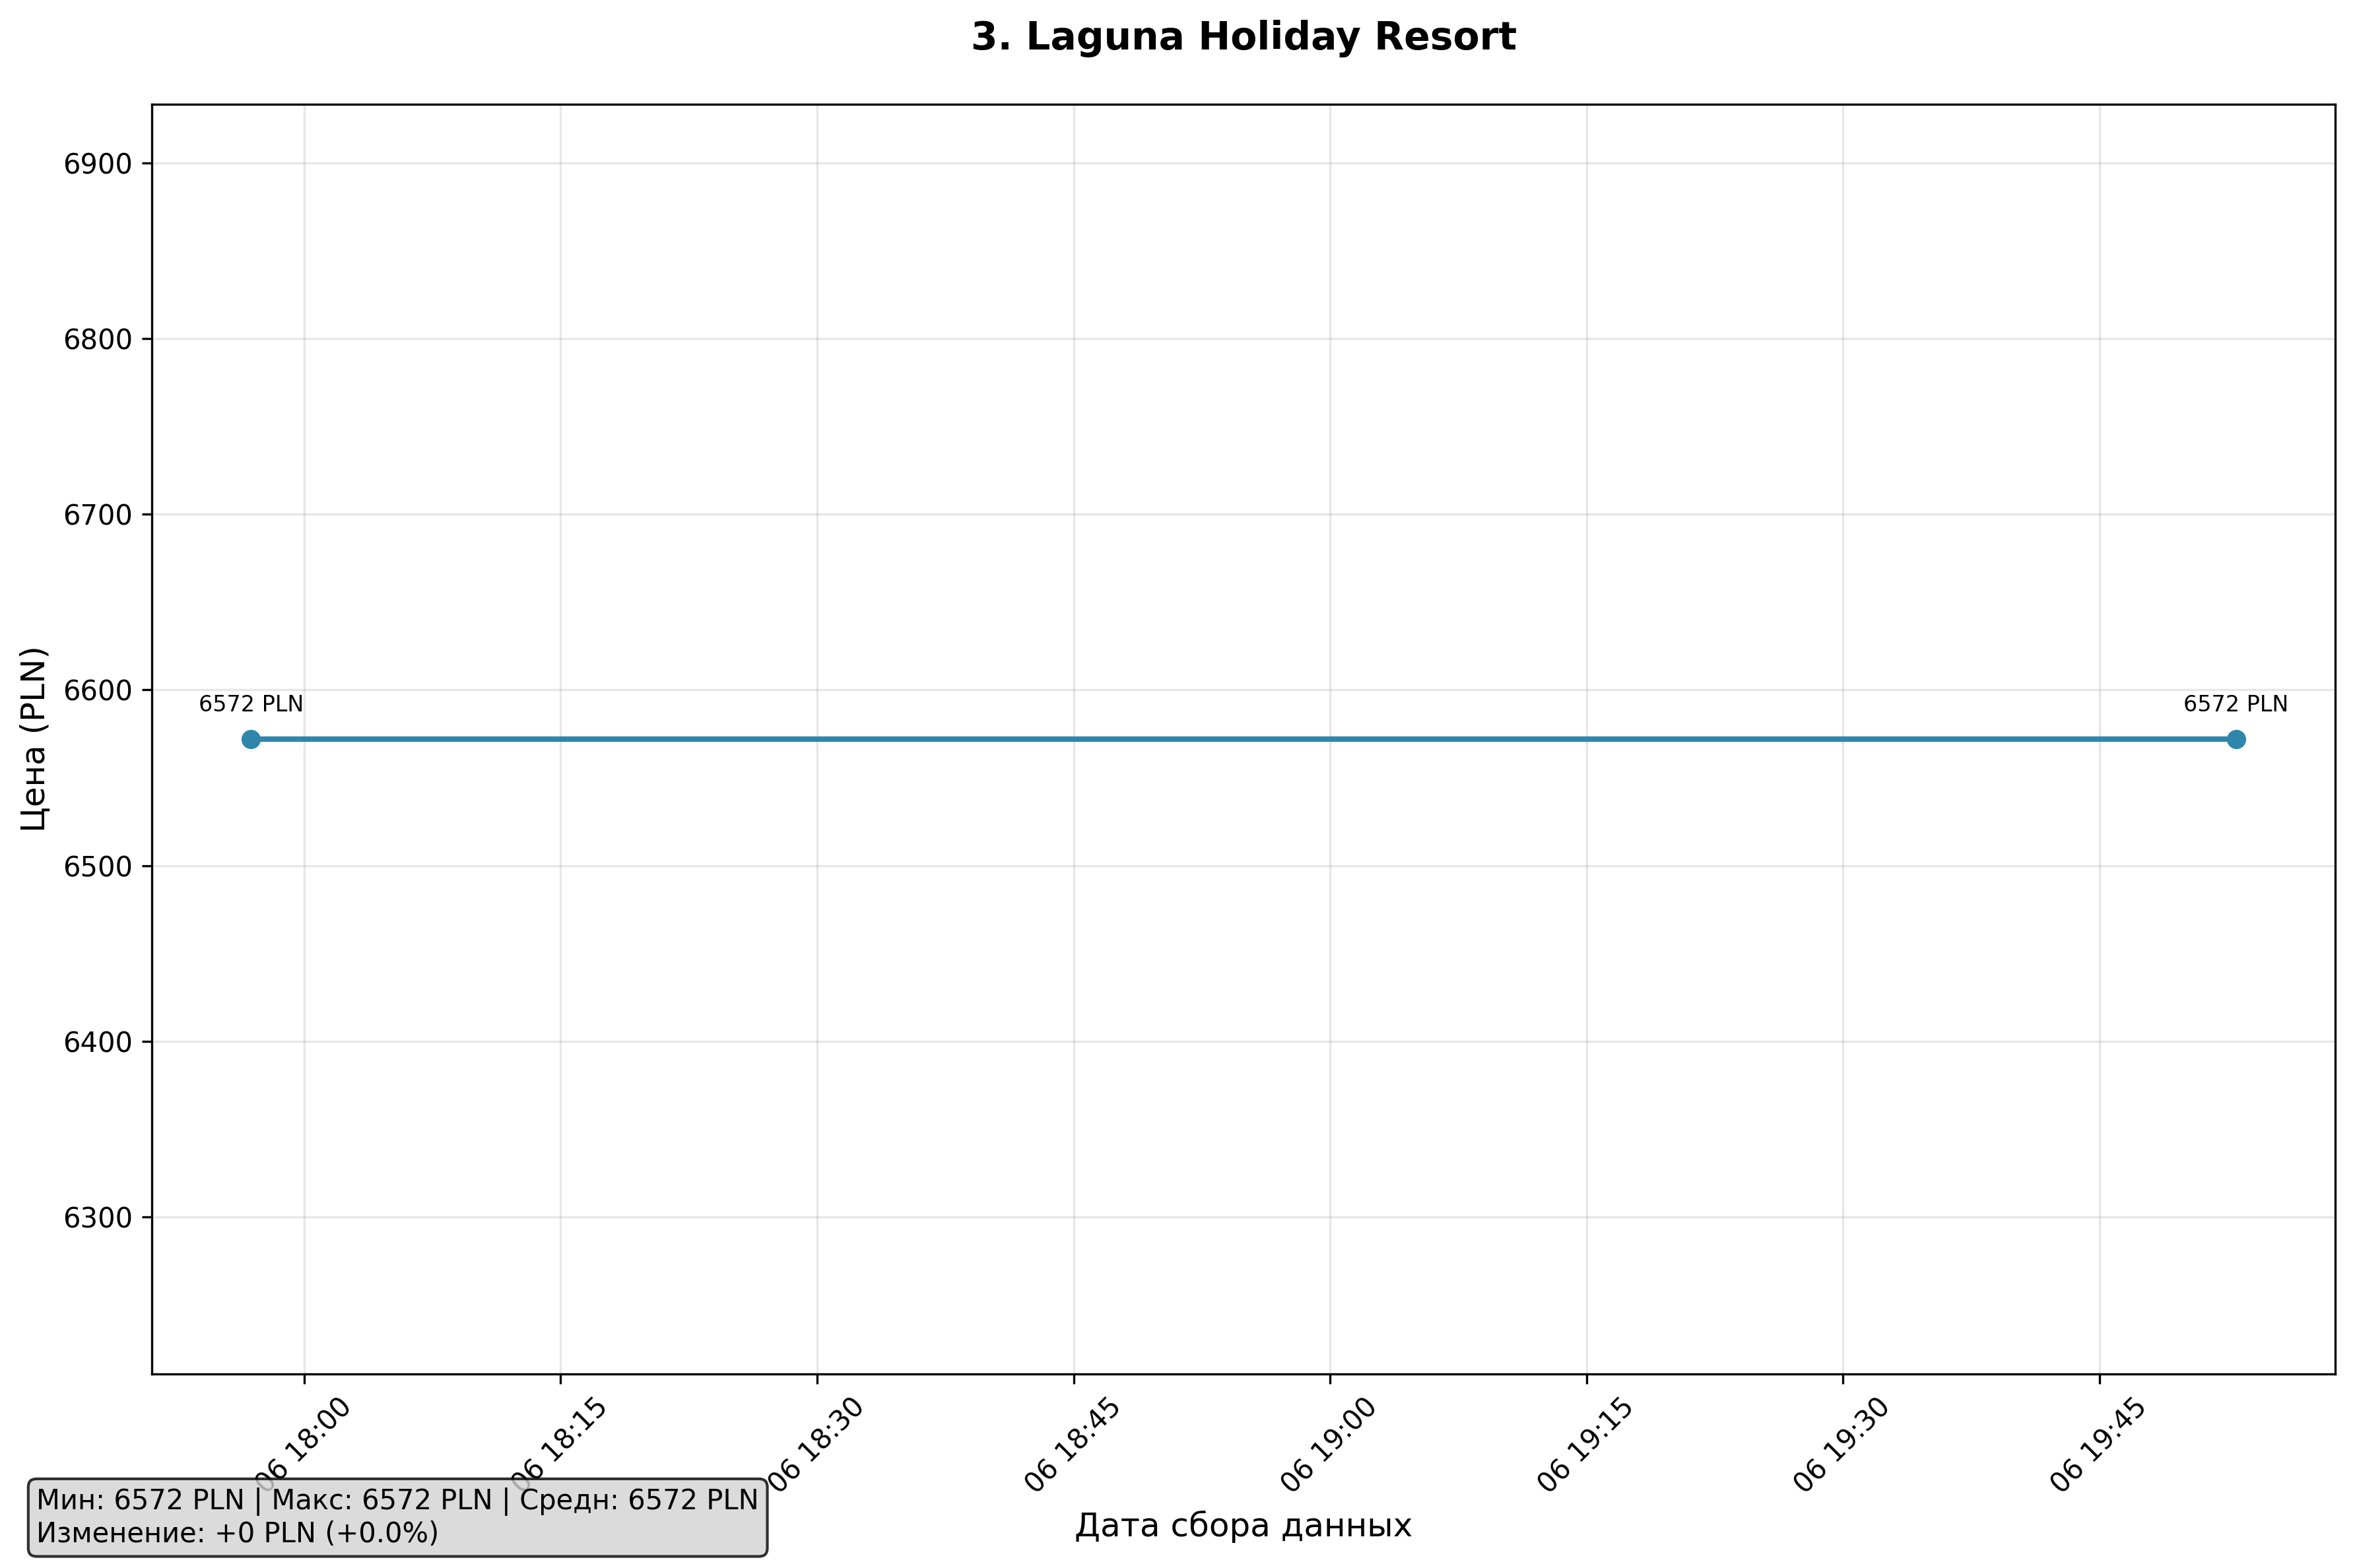 3. Laguna Holiday Resort
Цена (PLN)
6900
6800
6700
6600
6500
6400
6300
6572 PLN
6572 PLN
06 18:00
06 18:15
06 18:30
06 18:45
06 19:00
06 19:15
06 19:30
06 19:45
Дата сбора данных
Мин: 6572 PLN | Макс: 6572 PLN | Средн: 6572 PLN
Изменение: +0 PLN (+0.0%)